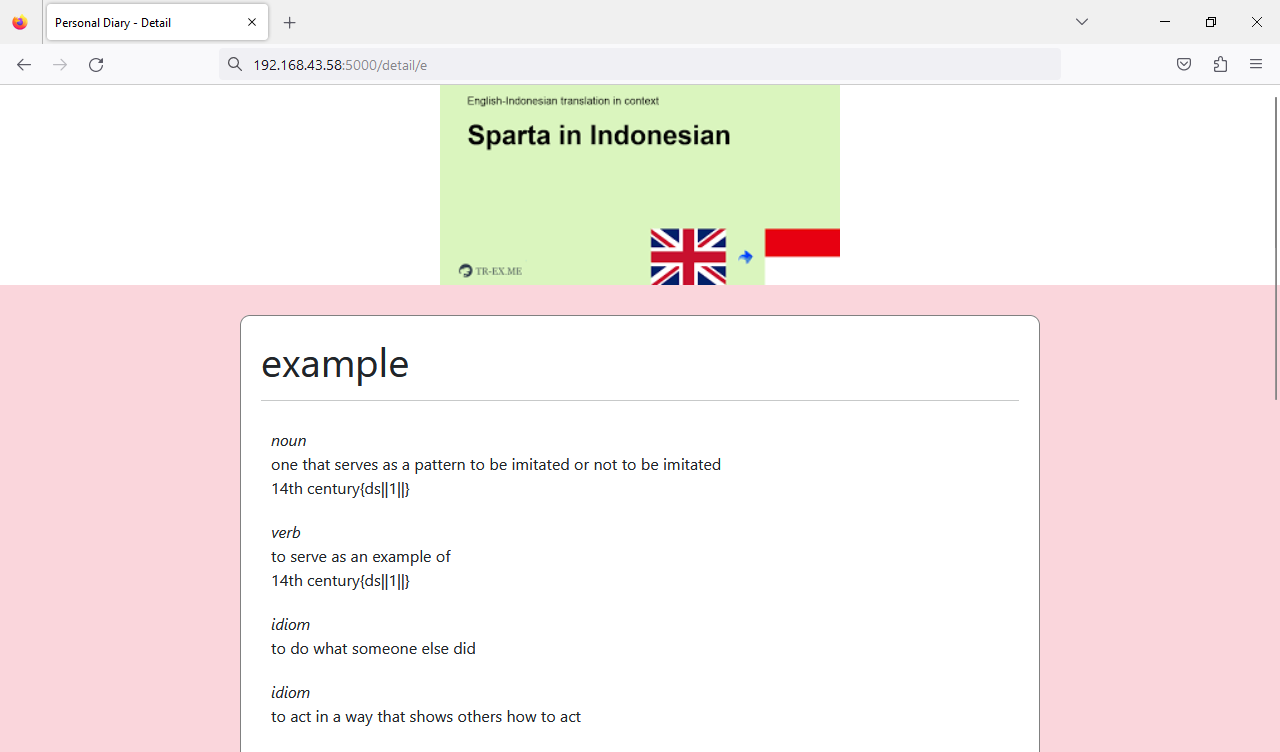 Personal Diary - Detail
192.168.43.58:5000/detail/e
English-Indonesian translation in context
Sparta in Indonesian
TR-EX.ME
example
noun
one that serves as a pattern to be imitated or not to be imitated
14th century{ds||1||}
verb
to serve as an example of
14th century{ds||1||}
idiom
to do what someone else did
idiom
to act in a way that shows others how to act